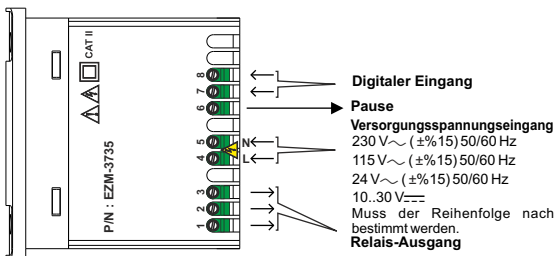 CAT II
P/N : EZM-3735
8
7
6
5
4
3
2
1
N
L
Digitaler Eingang
Pause
Versorgungsspannungseingang
230 V～ ( ±%15) 50/60 Hz
115 V～ ( ±%15) 50/60 Hz
24 V～ ( ±%15) 50/60 Hz
10..30 V⎓
Muss der Reihenfolge nach
bestimmt werden.
Relais-Ausgang